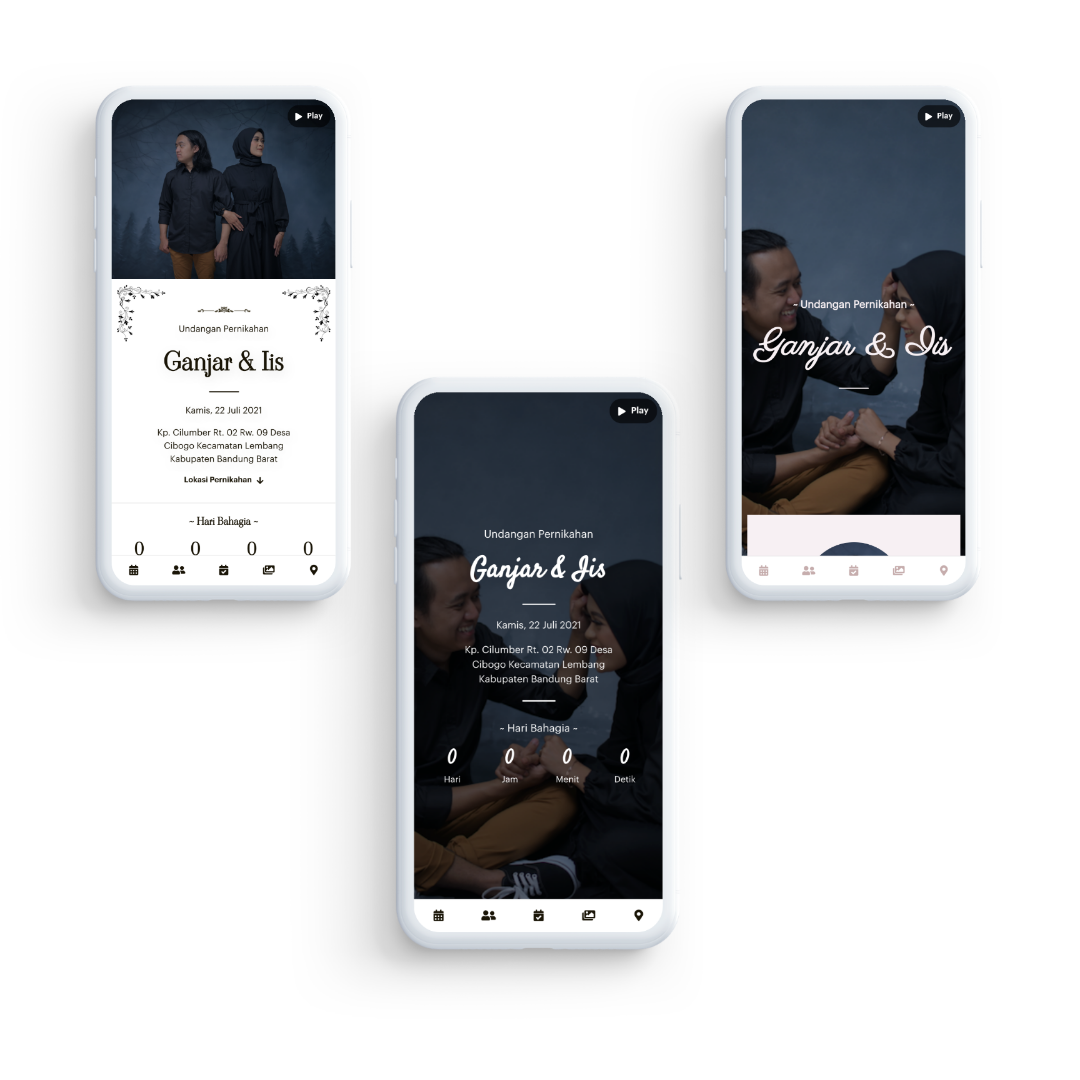 Play
Undangan Pernikahan
Ganjar & Iis
Kamis, 22 Juli 2021
Kp. Cilumber Rt. 02 Rw. 09 Desa
Cibogo Kecamatan Lembang
Kabupaten Bandung Barat
Lokasi Pernikahan
~ Hari Bahagia ~
0 0 0 0
Play
Undangan Pernikahan
Ganjar & Iis
Kamis, 22 Juli 2021
Kp. Cilumber Rt. 02 Rw. 09 Desa
Cibogo Kecamatan Lembang
Kabupaten Bandung Barat
~ Hari Bahagia ~
0 0 0 0
Hari Jam Menit Detik
Play
~ Undangan Pernikahan ~
Ganjar & Iis